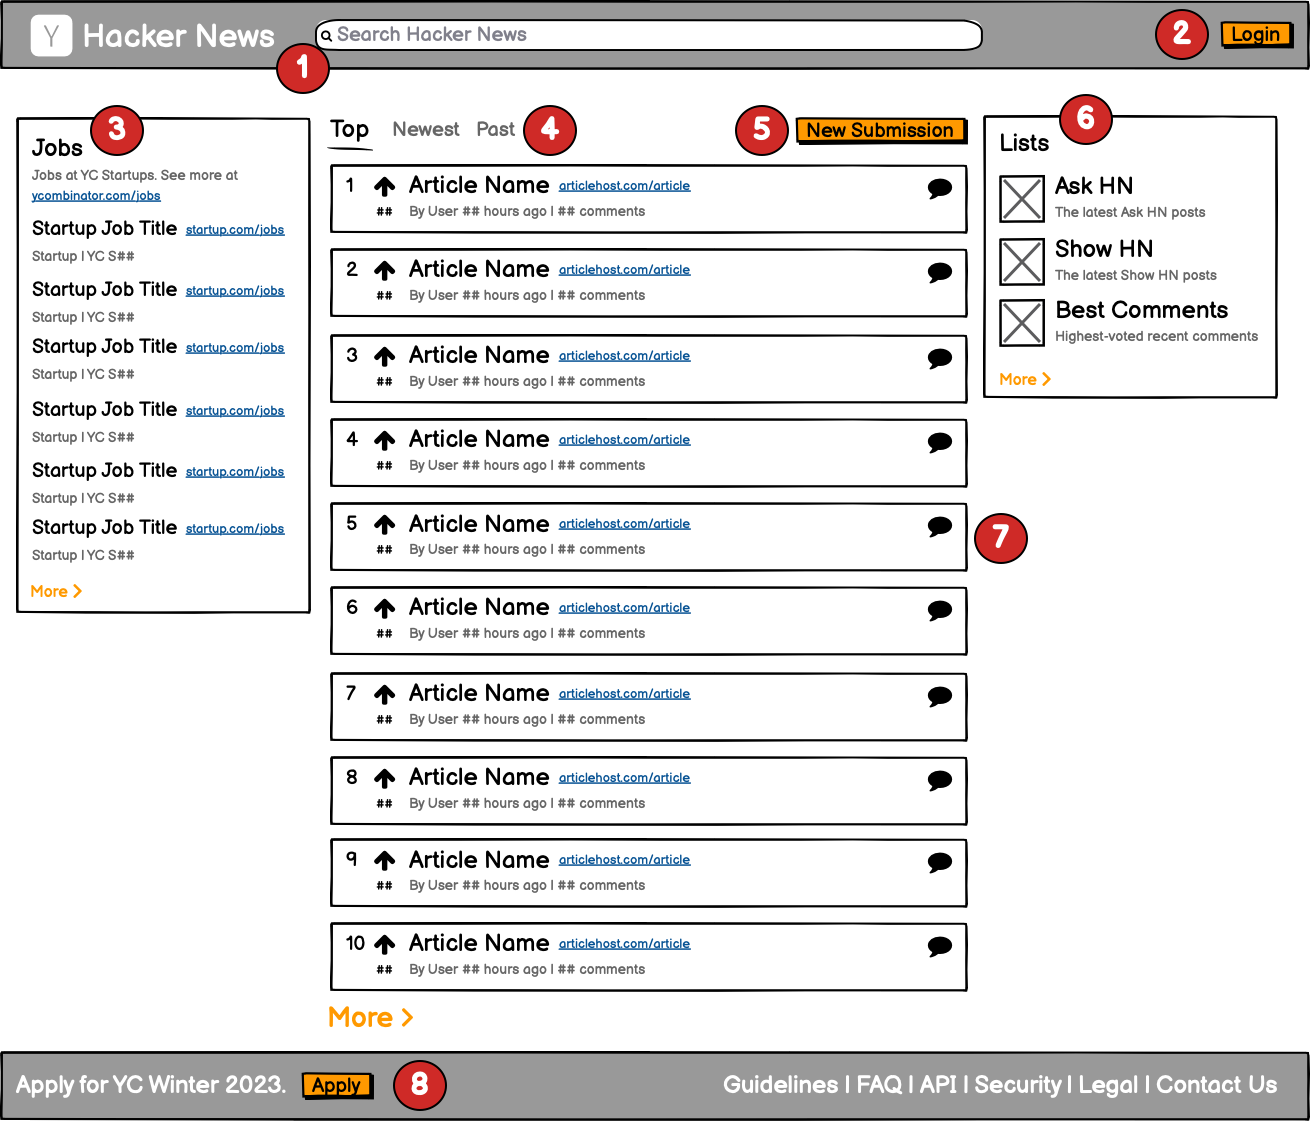 Y Hacker News
Search Hacker News
2
Login
1
3
Jobs
Jobs at YC Startups. See more at
ycombinator.com/jobs
Startup Job Title startup.com/jobs
Startup | YC S##
Startup Job Title startup.com/jobs
Startup | YC S##
Startup Job Title startup.com/jobs
Startup | YC S##
Startup Job Title startup.com/jobs
Startup | YC S##
Startup Job Title startup.com/jobs
Startup | YC S##
Startup Job Title startup.com/jobs
Startup | YC S##
More
Top Newest Past 4
5 New Submission
1 Article Name articlehost.com/article
## By User ## hours ago | ## comments
2 Article Name articlehost.com/article
## By User ## hours ago | ## comments
3 Article Name articlehost.com/article
## By User ## hours ago | ## comments
4 Article Name articlehost.com/article
## By User ## hours ago | ## comments
5 Article Name articlehost.com/article
## By User ## hours ago | ## comments
6 Article Name articlehost.com/article
## By User ## hours ago | ## comments
7 Article Name articlehost.com/article
## By User ## hours ago | ## comments
8 Article Name articlehost.com/article
## By User ## hours ago | ## comments
9 Article Name articlehost.com/article
## By User ## hours ago | ## comments
10 Article Name articlehost.com/article
## By User ## hours ago | ## comments
More
6
Lists
Ask HN
The latest Ask HN posts
Show HN
The latest Show HN posts
Best Comments
Highest-voted recent comments
More
7
Apply for YC Winter 2023. Apply 8
Guidelines | FAQ | API | Security | Legal | Contact Us